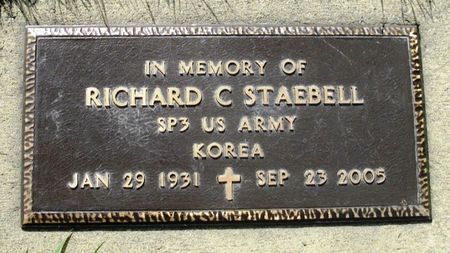 IN MEMORY OF
RICHARD C STAEBELL
SP3 US ARMY
KOREA
JAN 29 1931 SEP 23 2005